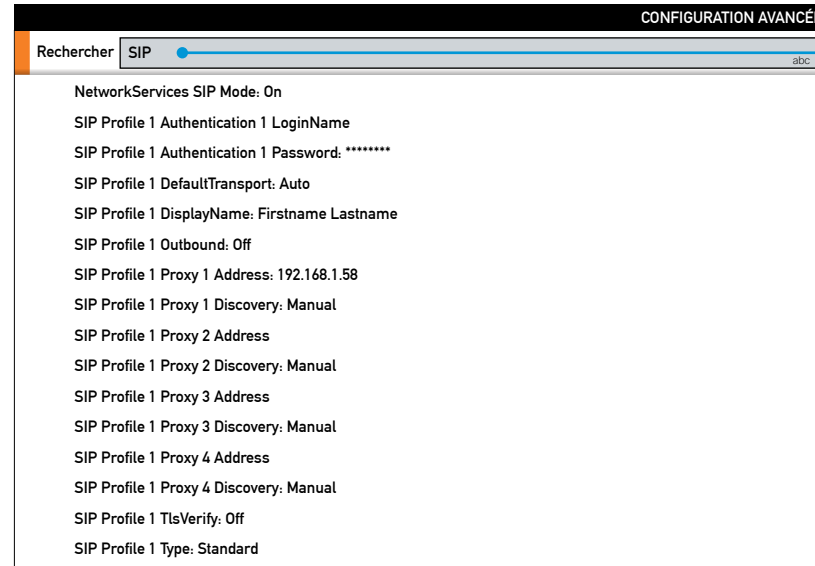 CONFIGURATION AVANCÉ
Rechercher SIP
abc
NetworkServices SIP Mode: On
SIP Profile 1 Authentication 1 LoginName
SIP Profile 1 Authentication 1 Password: ********
SIP Profile 1 DefaultTransport: Auto
SIP Profile 1 DisplayName: Firstname Lastname
SIP Profile 1 Outbound: Off
SIP Profile 1 Proxy 1 Address: 192.168.1.58
SIP Profile 1 Proxy 1 Discovery: Manual
SIP Profile 1 Proxy 2 Address
SIP Profile 1 Proxy 2 Discovery: Manual
SIP Profile 1 Proxy 3 Address
SIP Profile 1 Proxy 3 Discovery: Manual
SIP Profile 1 Proxy 4 Address
SIP Profile 1 Proxy 4 Discovery: Manual
SIP Profile 1 TlsVerify: Off
SIP Profile 1 Type: Standard